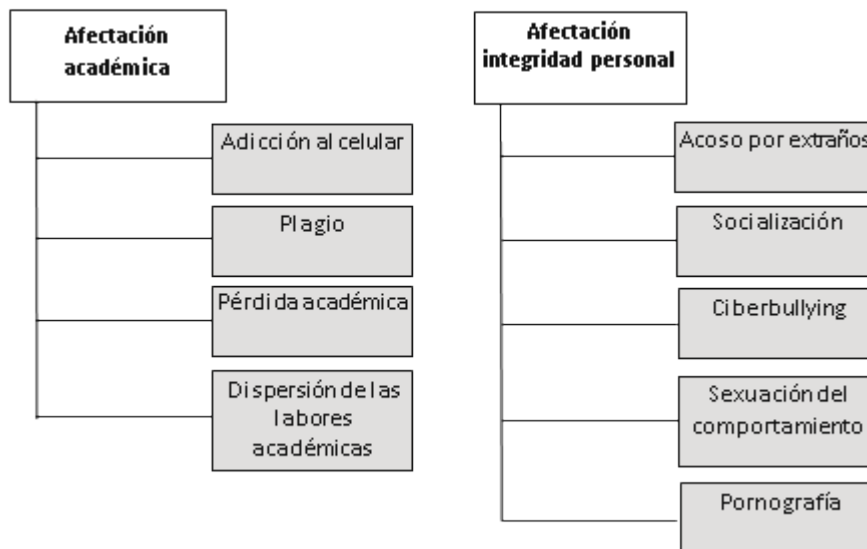 Afectación
académica
Adicción al celular
Plagio
Pérdida académica
Dispersión de las
labores
académicas
Afectación
integridad personal
Acoso por extraños
Socialización
Ciberbullying
Sexuación del
comportamiento
Pornografía